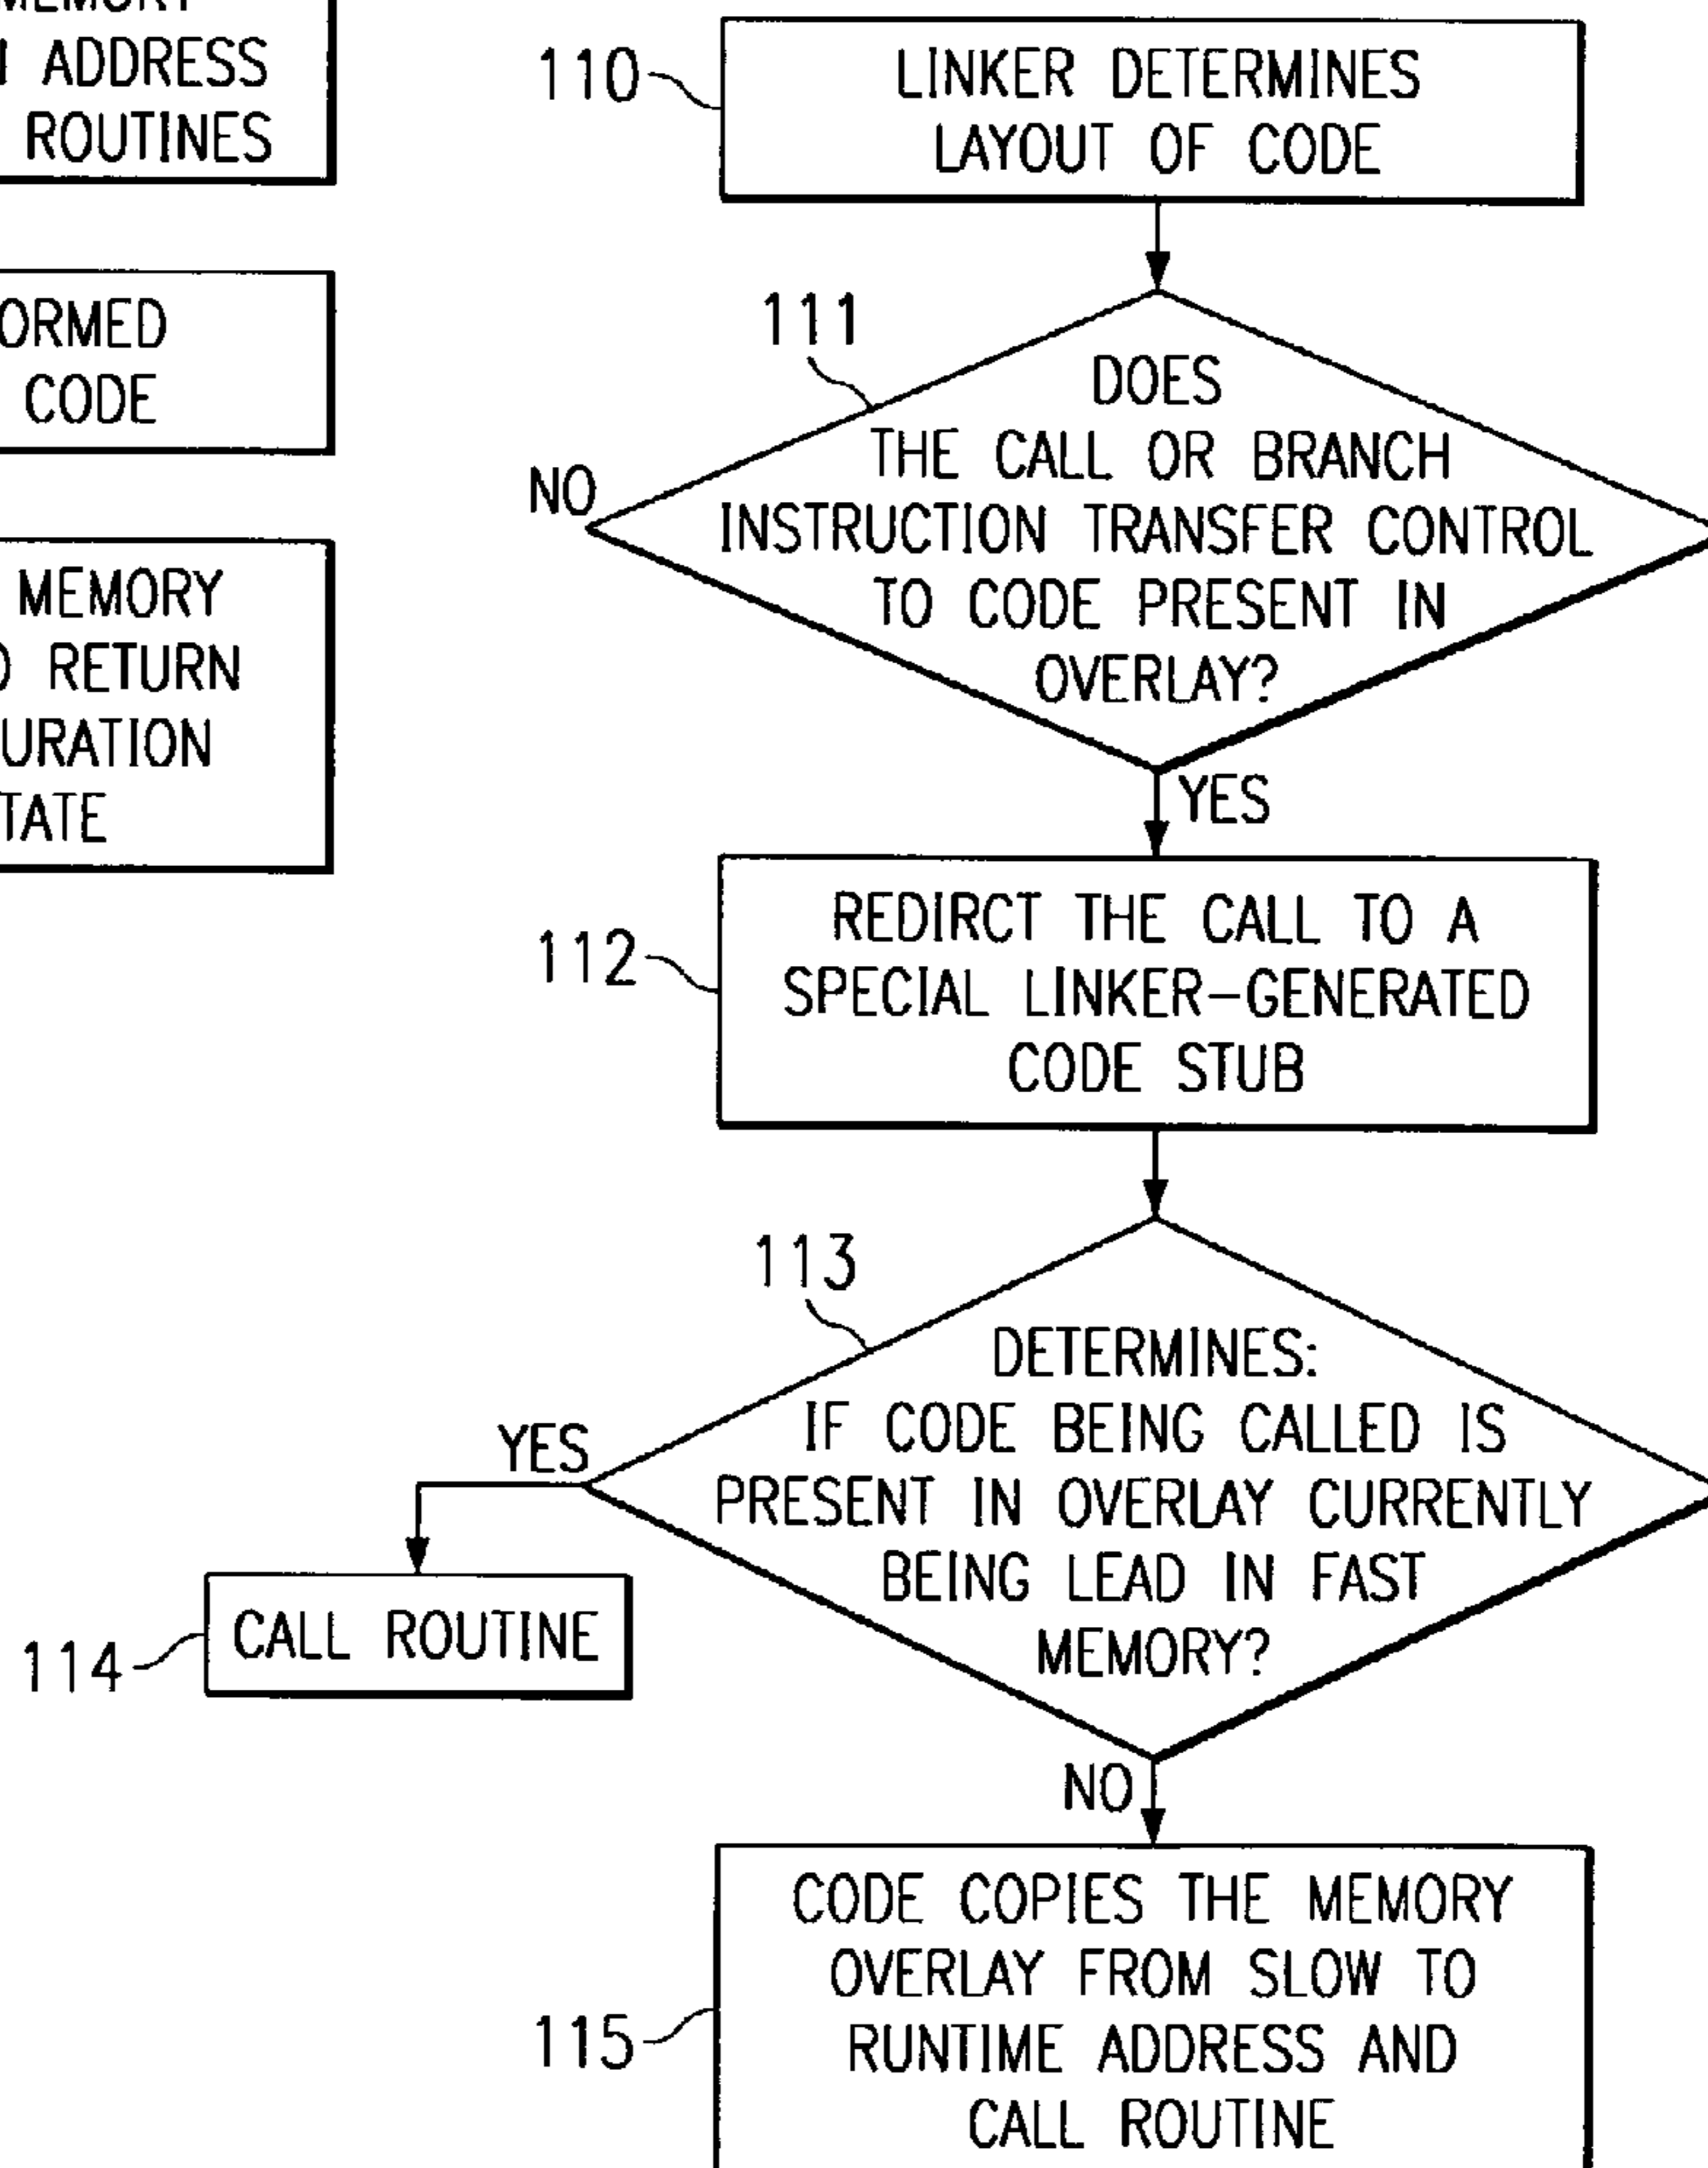 ADDRESS
ROUTINES
CODE
MEMORY
RETURN
110
LINKER DETERMINES
LAYOUT OF CODE
111
DOES
THE CALL OR BRANCH
INSTRUCTION TRANSFER CONTROL
TO CODE PRESENT IN
OVERLAY?
NO
YES
112
REDIRCT THE CALL TO A
SPECIAL LINKER-GENERATED
CODE STUB
113
DETERMINES:
IF CODE BEING CALLED IS
PRESENT IN OVERLAY CURRENTLY
BEING LEAD IN FAST
MEMORY?
YES
114
CALL ROUTINE
NO
115
CODE COPIES THE MEMORY
OVERLAY FROM SLOW TO
RUNTIME ADDRESS AND
CALL ROUTINE